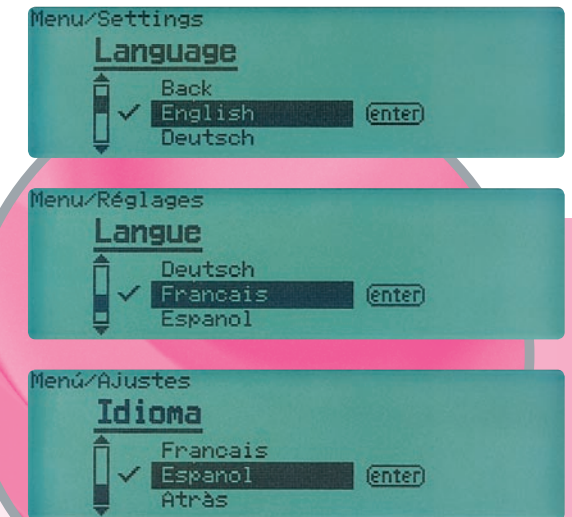 Menu/Settings
Language
Back
English (enter)
Deutsch
Menu/Réglages
Langue
Deutsch
Francais (enter)
Espanol
Menú/Ajustes
Idioma
Francais
Espanol (enter)
Atràs